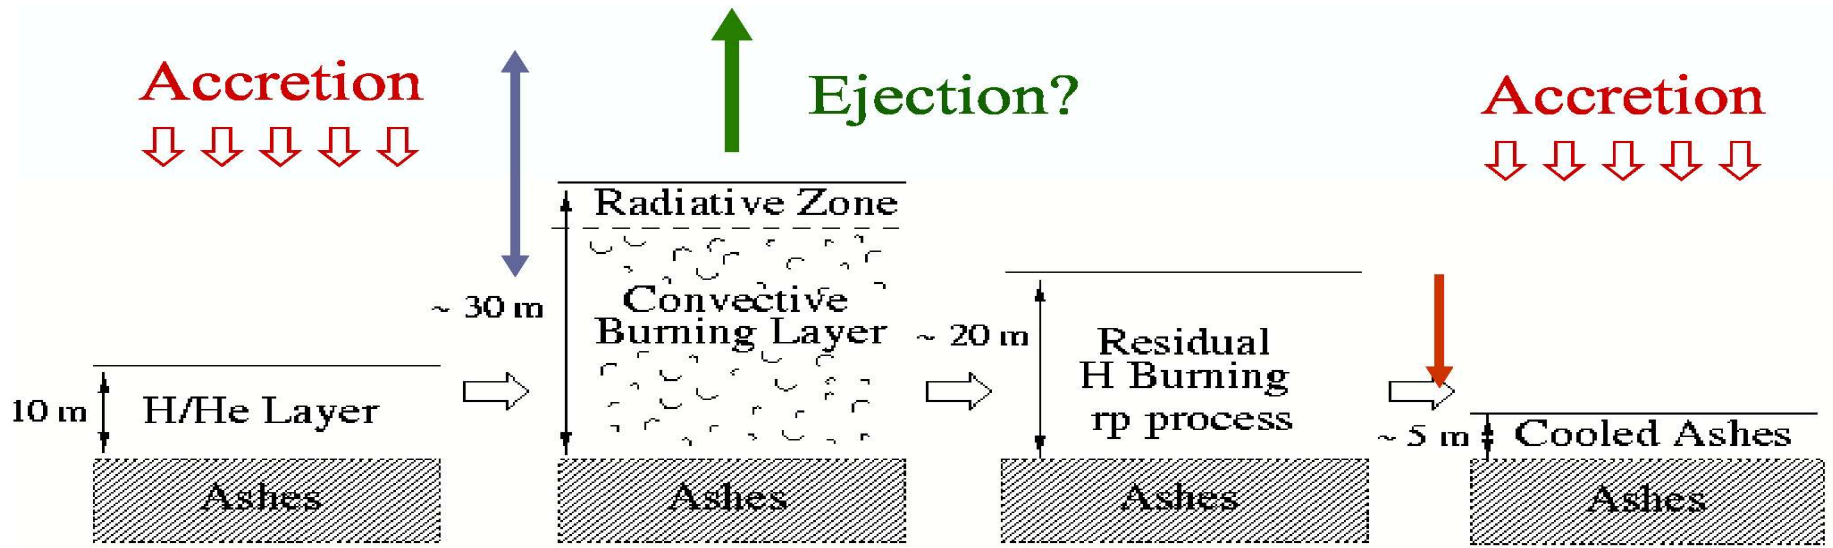 Accretion
Ejection?
Accretion
Radiative Zone
~ 30 m
Convective
Burning Layer
~ 20 m
Residual
H Burning
rp process
10 m
H/He Layer
~ 5 m
Cooled Ashes
Ashes
Ashes
Ashes
Ashes